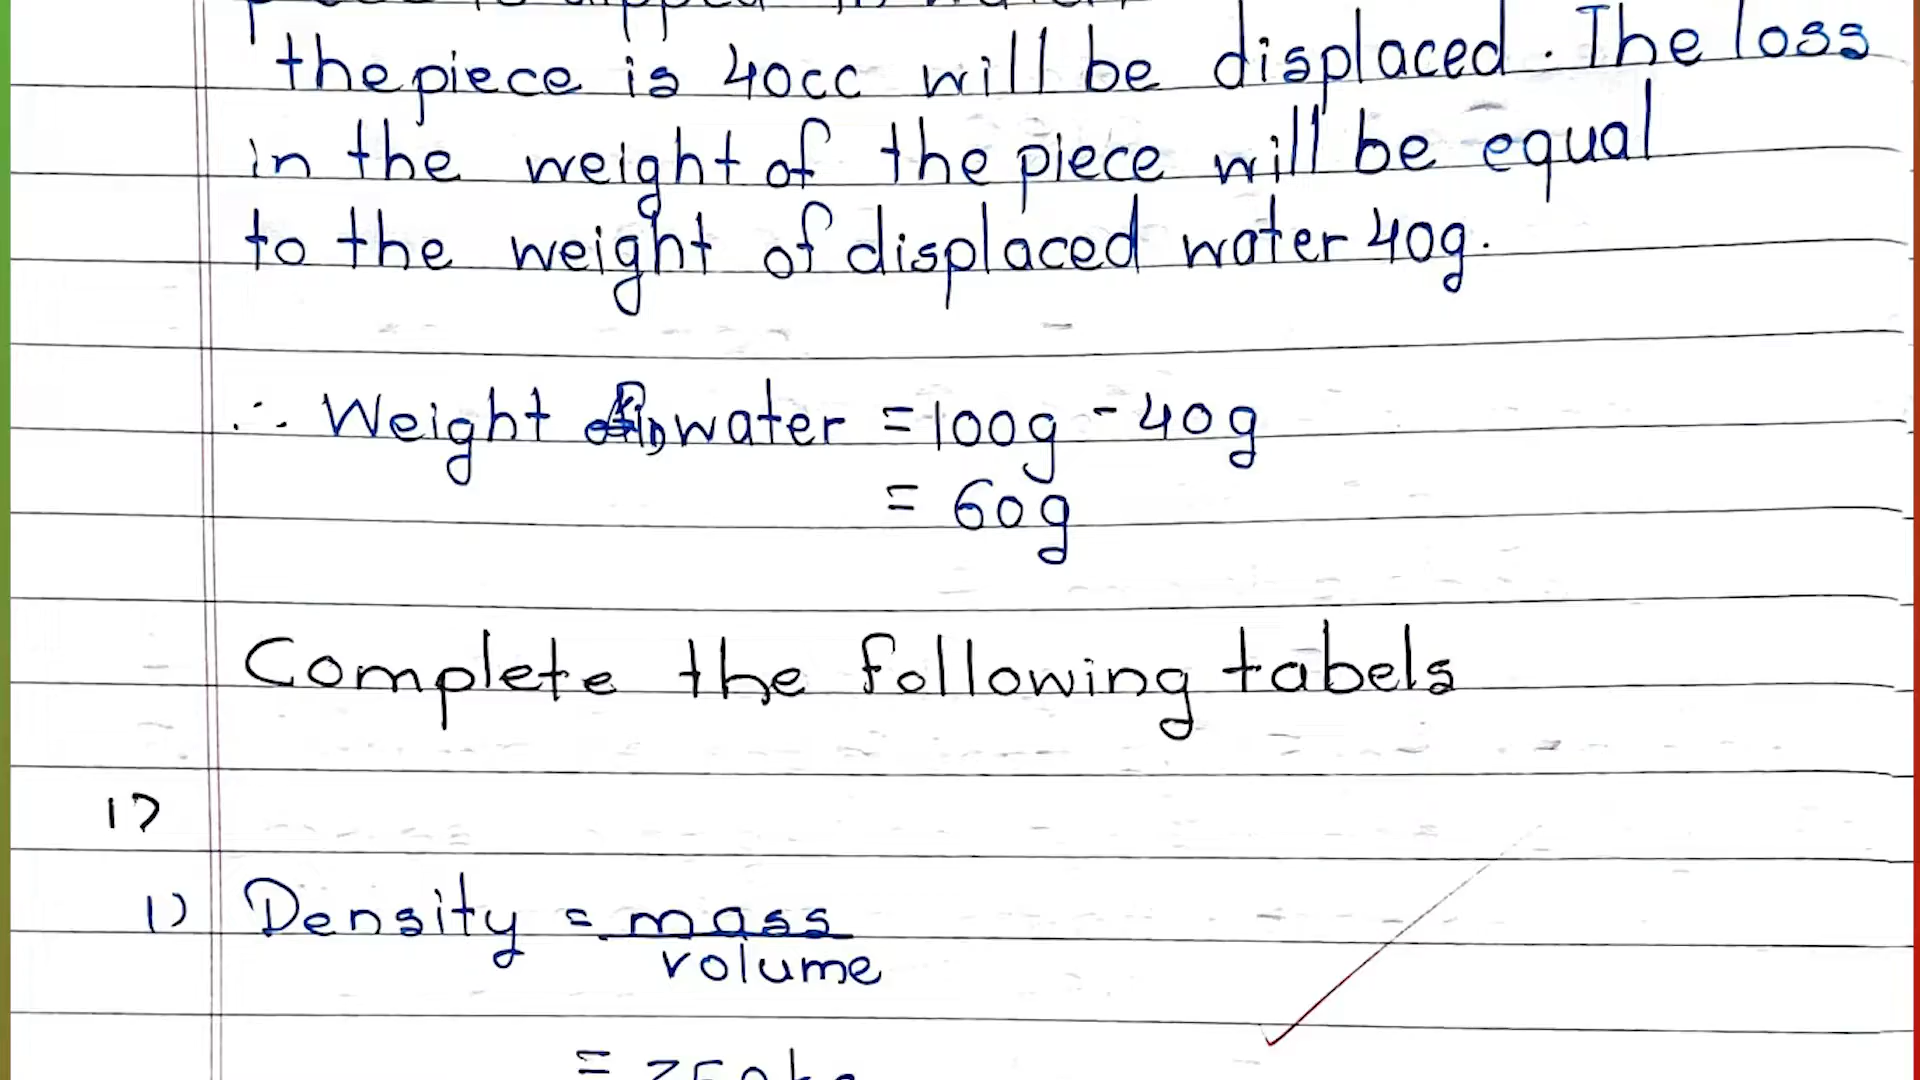 the piece is 40cc will be displaced. The loss
in the weight of the piece will be equal
to the weight of displaced water 40g.
∴ Weight in water = 100g - 40g
= 60g
Complete the following tabels
1)
1) Density = mass
volume